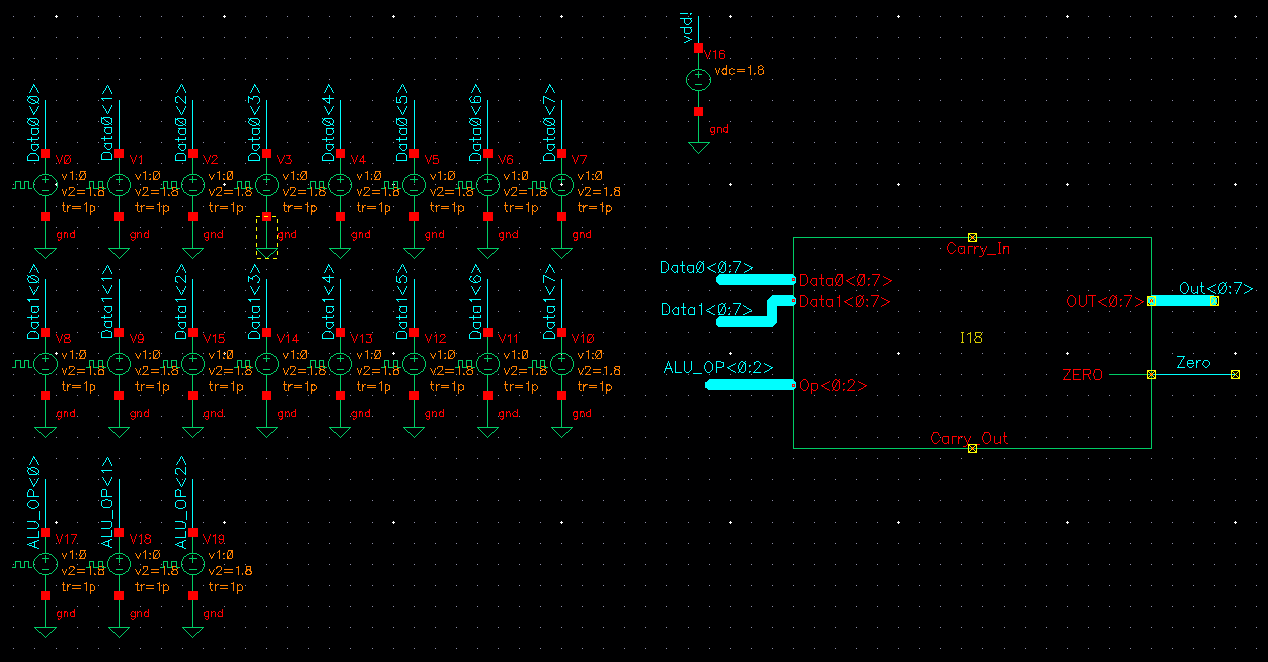 Data0<0> Data0<1> Data0<2> Data0<3> Data0<4> Data0<5> Data0<6> Data0<7>
V0 V1 V2 V3 V4 V5 V6 V7
v1:0 v1:0 v1:0 v1:0 v1:0 v1:0 v1:0 v1:0
v2=1.8 v2=1.8 v2=1.8 v2=1.8 v2=1.8 v2=1.8 v2=1.8 v2=1.8
tr=1p tr=1p tr=1p tr=1p tr=1p tr=1p tr=1p tr=1p
gnd gnd gnd gnd gnd gnd gnd gnd
Data1<0> Data1<1> Data1<2> Data1<3> Data1<4> Data1<5> Data1<6> Data1<7>
V8 V9 V15 V14 V13 V12 V11 V10
v1:0 v1:0 v1:0 v1:0 v1:0 v1:0 v1:0 v1:0
v2=1.8 v2=1.8 v2=1.8 v2=1.8 v2=1.8 v2=1.8 v2=1.8 v2=1.8
tr=1p tr=1p tr=1p tr=1p tr=1p tr=1p tr=1p tr=1p
gnd gnd gnd gnd gnd gnd gnd gnd
ALU_OP<0> ALU_OP<1> ALU_OP<2>
V17 V18 V19
v1:0 v1:0 v1:0
v2=1.8 v2=1.8 v2=1.8
tr=1p tr=1p tr=1p
gnd gnd gnd
vdd!
V16
vdc=1.8
gnd
Carry_In
Data0<0:7> Data0<0:7>
Data1<0:7> Data1<0:7>
OUT<0:7> Out<0:7>
I18
ALU_OP<0:2> Op<0:2>
ZERO Zero
Carry_Out